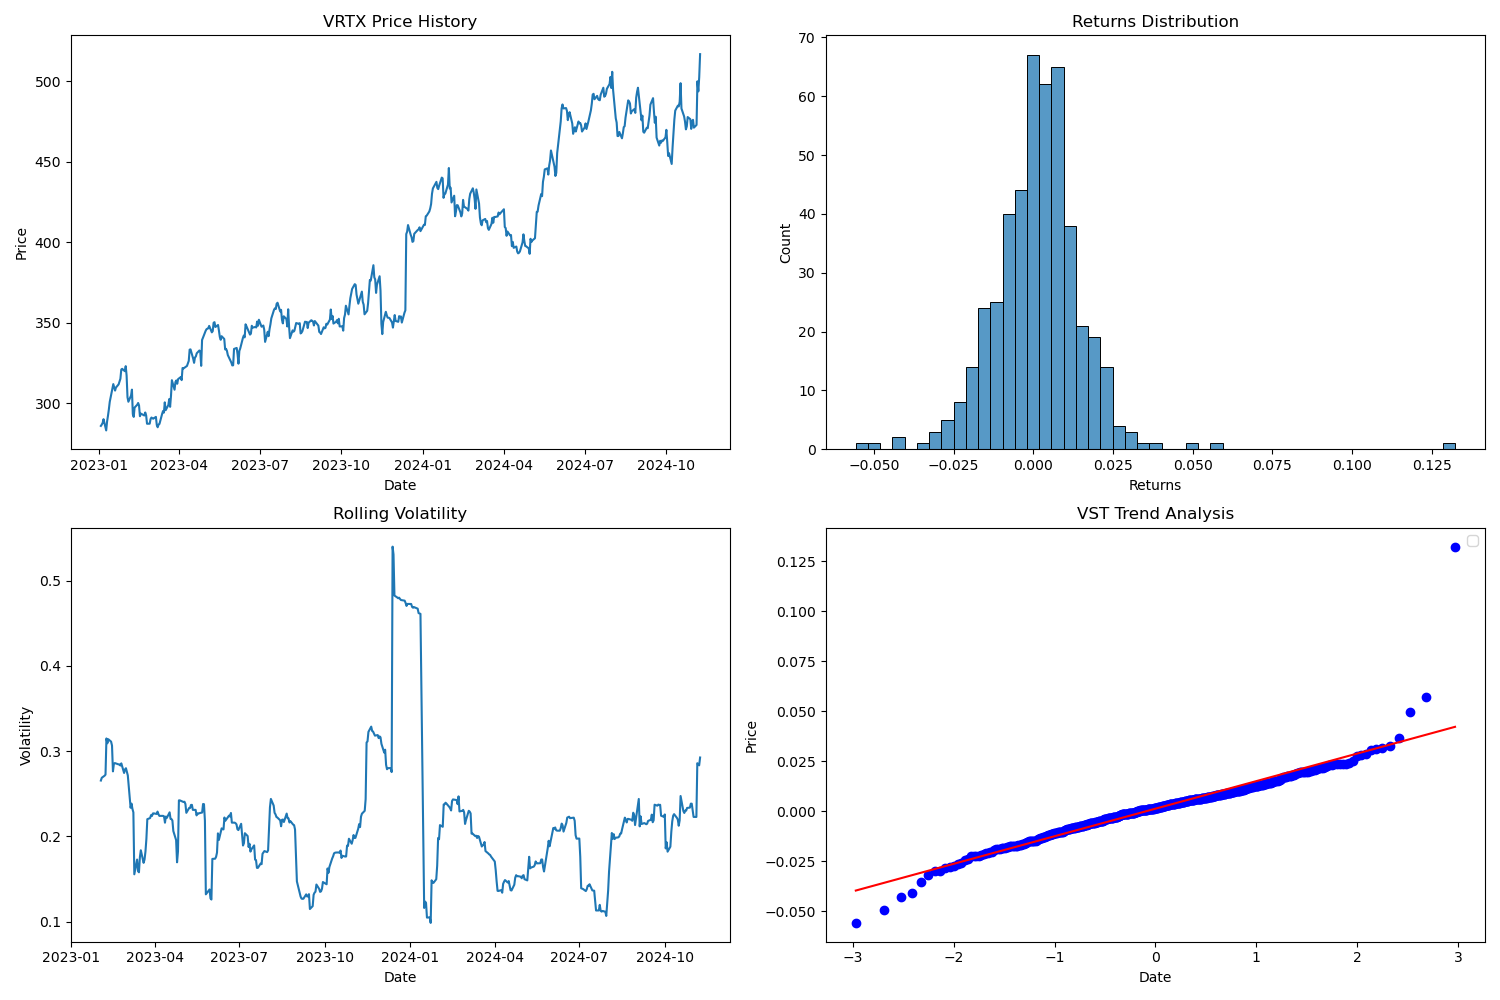 VRTX Price History
Price
500
450
400
350
300
2023-01 2023-04 2023-07 2023-10 2024-01 2024-04 2024-07 2024-10
Date
Returns Distribution
Count
70
60
50
40
30
20
10
0
−0.050 −0.025 0.000 0.025 0.050 0.075 0.100 0.125
Returns
Rolling Volatility
Volatility
0.5
0.4
0.3
0.2
0.1
2023-01 2023-04 2023-07 2023-10 2024-01 2024-04 2024-07 2024-10
Date
VST Trend Analysis
Price
0.125
0.100
0.075
0.050
0.025
0.000
−0.025
−0.050
−3 −2 −1 0 1 2 3
Date